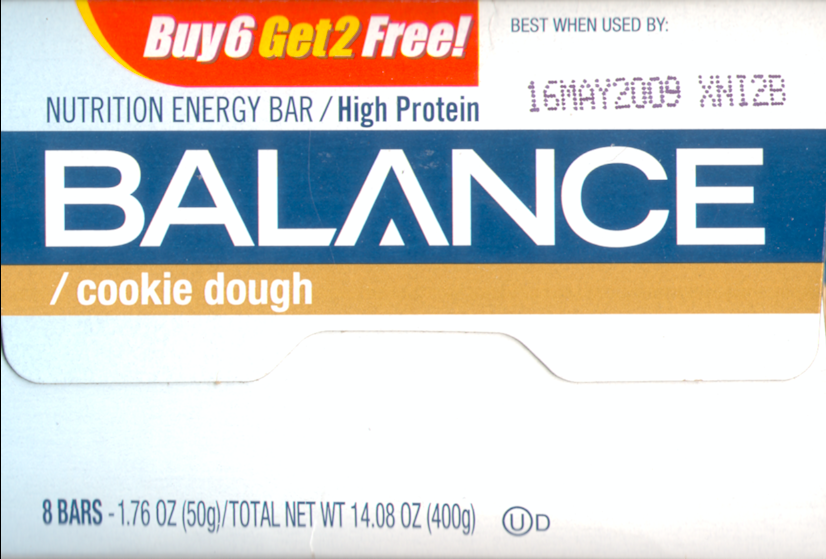 Buy6 Get2 Free!
BEST WHEN USED BY:
16MAY2009 XNI2B
NUTRITION ENERGY BAR / High Protein
BALANCE
/ cookie dough
8 BARS - 1.76 OZ (50g)/TOTAL NET WT 14.08 OZ (400g) Ⓤ D